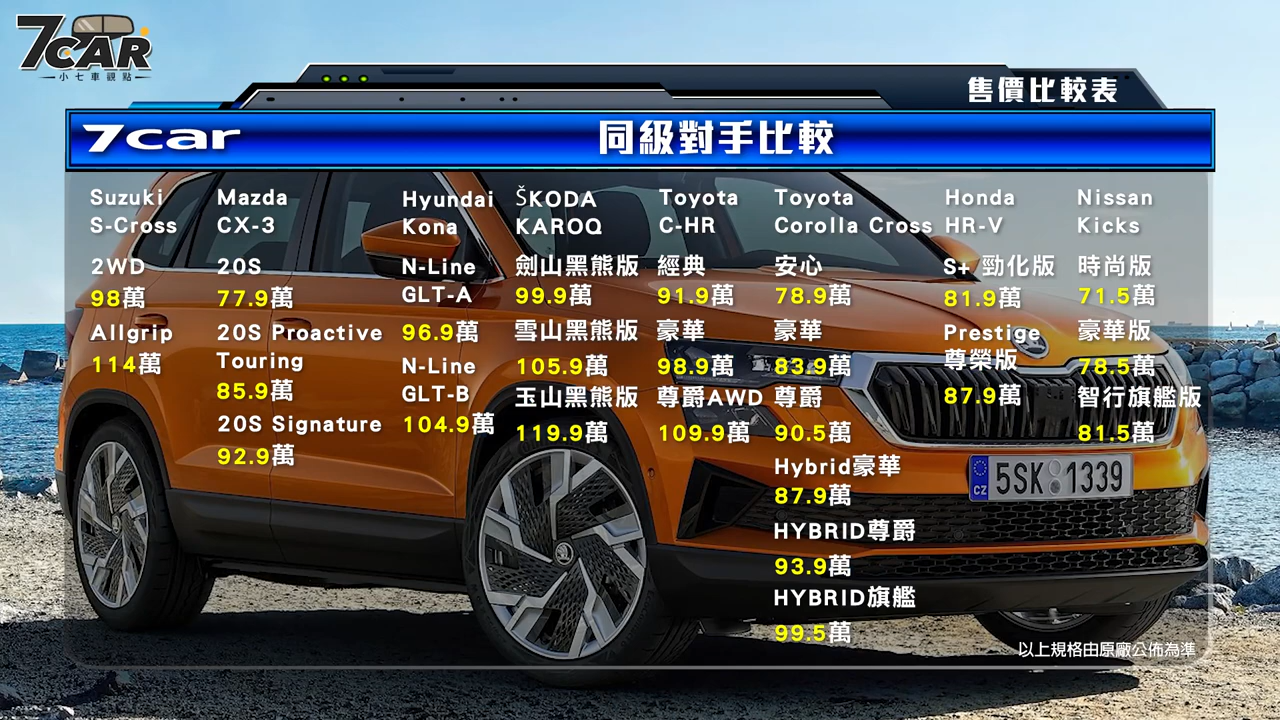 7CAR
小七車觀點
售價比較表
7car
同級對手比較
Suzuki
S-Cross
2WD
98萬
Allgrip
114萬
Mazda
CX-3
20S
77.9萬
20S Proactive
Touring
85.9萬
20S Signature
92.9萬
Hyundai
Kona
N-Line
GLT-A
96.9萬
N-Line
GLT-B
104.9萬
ŠKODA
KAROQ
劍山黑熊版
99.9萬
雪山黑熊版
105.9萬
玉山黑熊版
119.9萬
Toyota
C-HR
經典
91.9萬
豪華
98.9萬
尊爵AWD
109.9萬
Toyota
Corolla Cross
安心
78.9萬
豪華
83.9萬
尊爵
90.5萬
Hybrid豪華
87.9萬
HYBRID尊爵
93.9萬
HYBRID旗艦
99.5萬
Honda
HR-V
S+ 勁化版
81.9萬
Prestige
尊榮版
87.9萬
Nissan
Kicks
時尚版
71.5萬
豪華版
78.5萬
智行旗艦版
81.5萬
CZ 5SK 1339
以上規格由原廠公佈為準